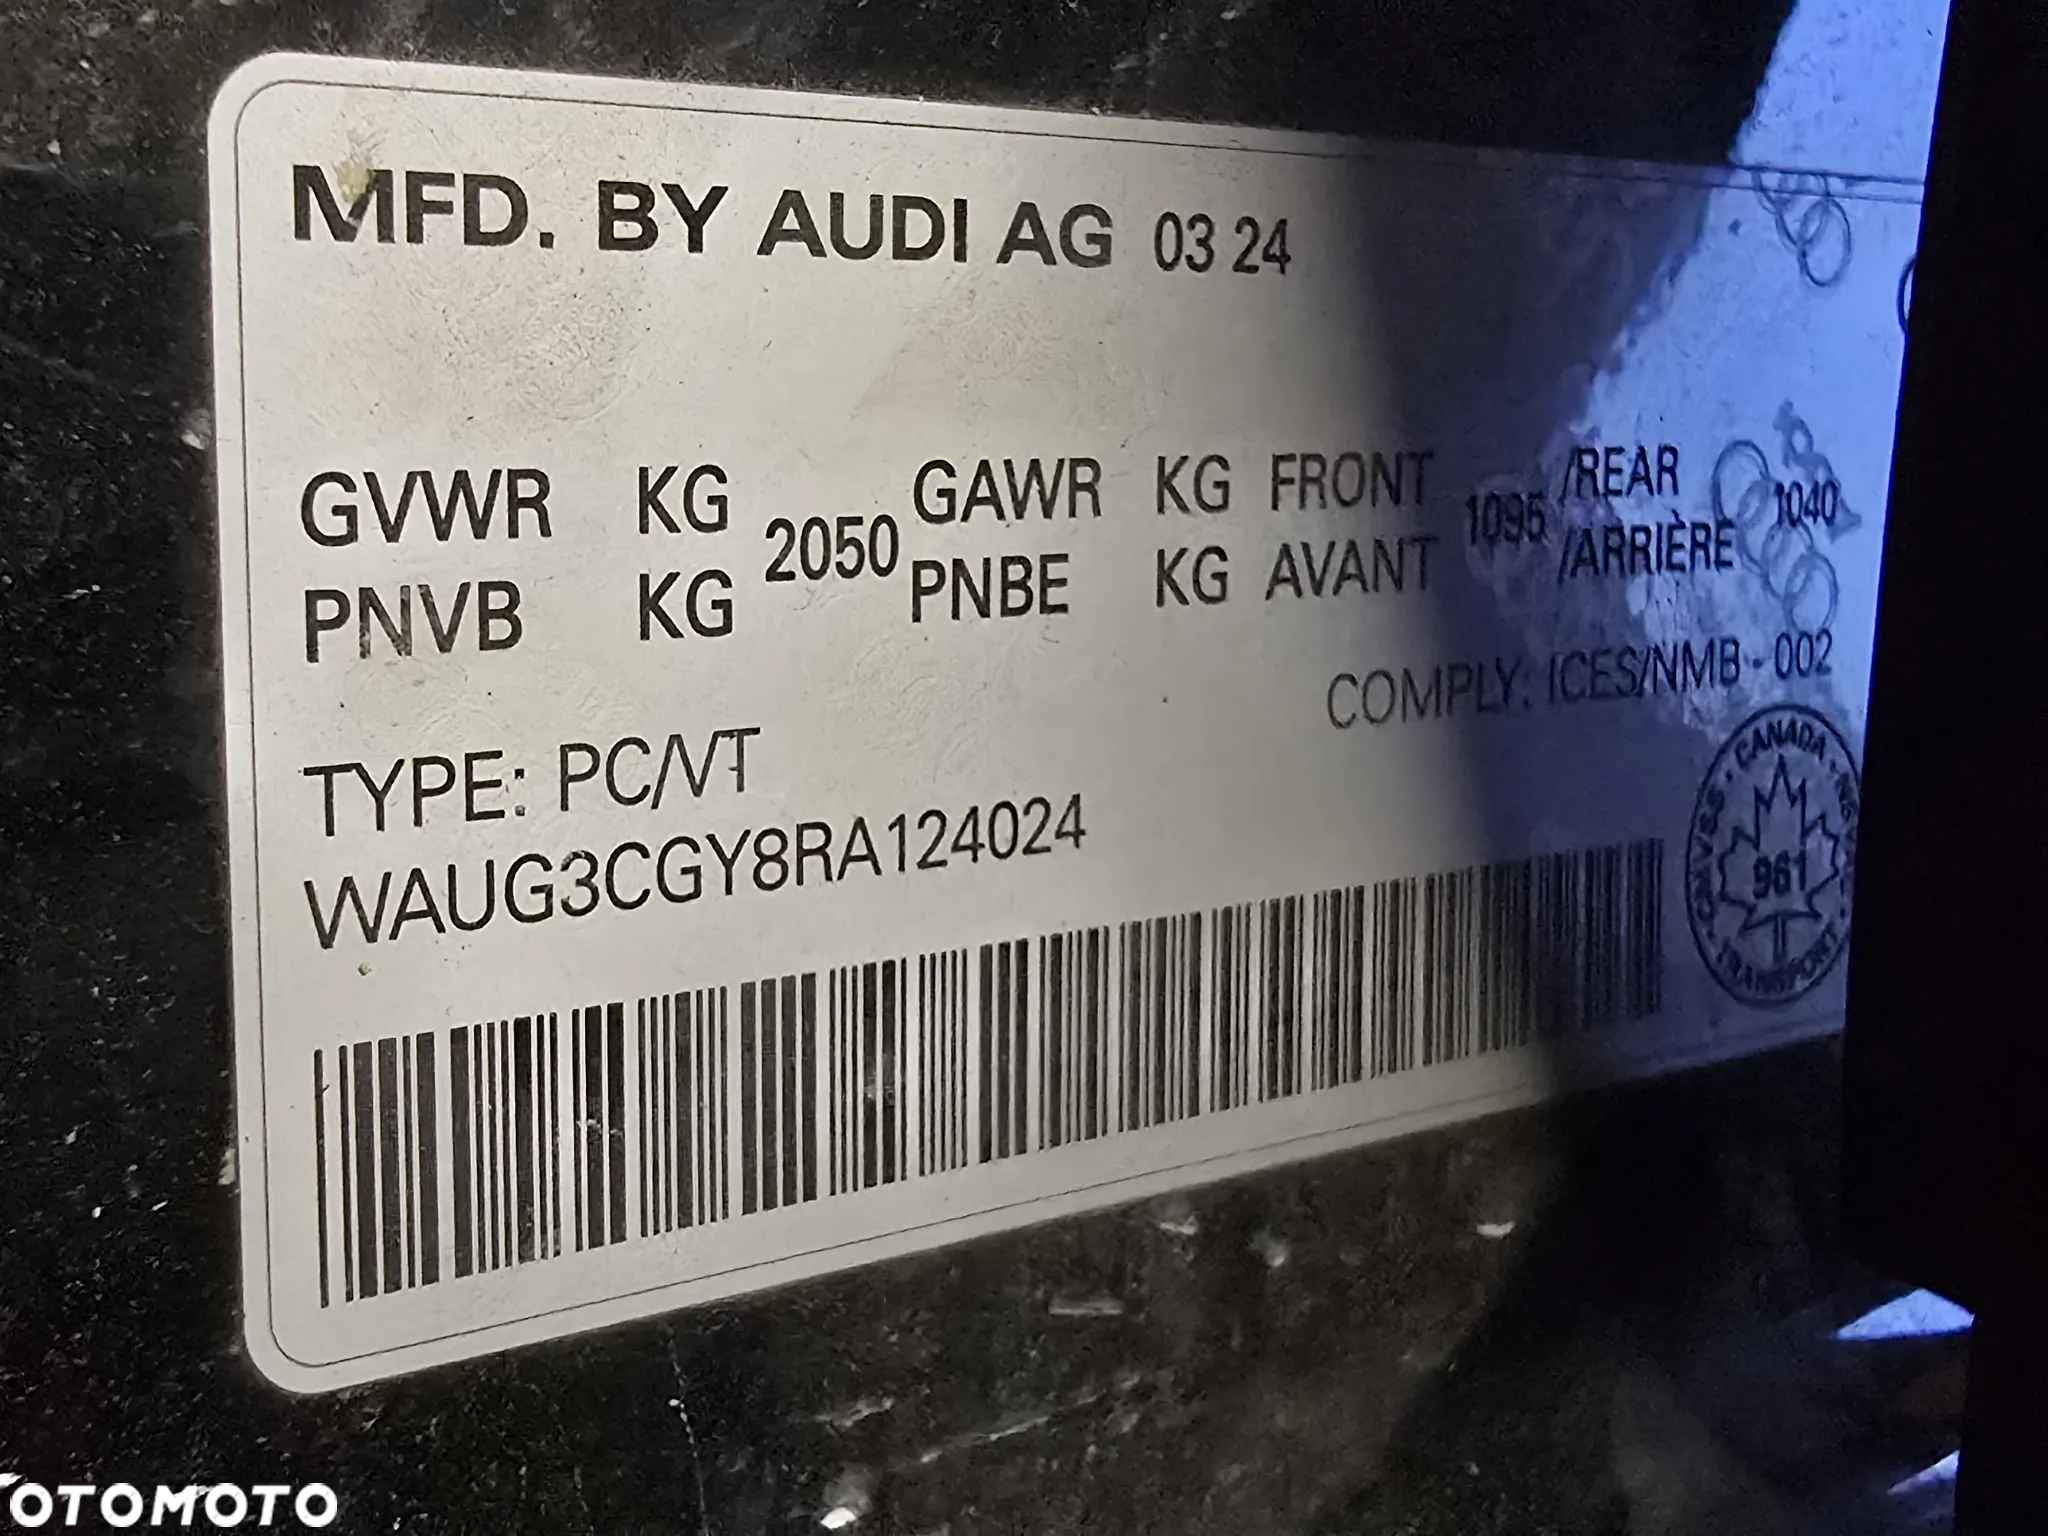 MFD. BY AUDI AG 03 24
GVWR KG 2050 GAWR KG FRONT 1095 /REAR 1040
PNVB KG PNBE KG AVANT /ARRIÈRE
COMPLY: ICES/NMB - 002
TYPE: PC/VT
WAUG3CGY8RA124024
CANADA
961
TRANSPORT
OTOMOTO